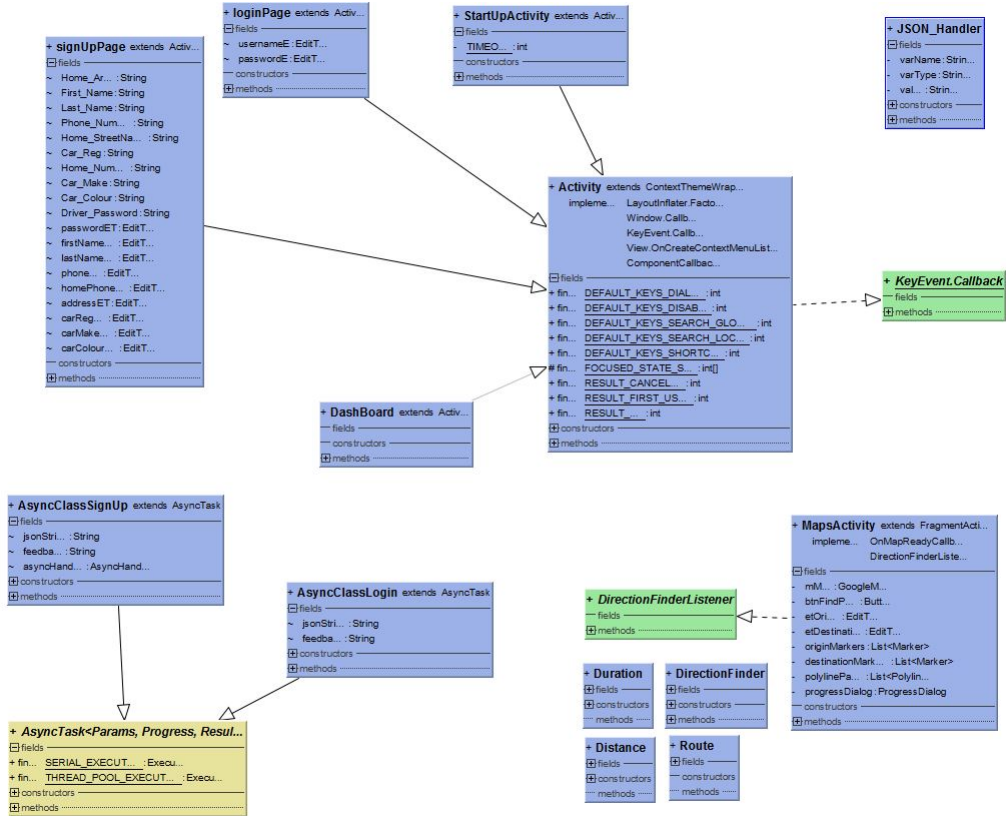 + signUpPage extends Activ...
fields
~ Home_Ar... : String
~ First_Name:String
~ Last_Name:String
~ Phone_Num... : String
~ Home_StreetNa... : String
~ Car_Reg:String
~ Home_Num... : String
~ Car_Make:String
~ Car_Colour:String
~ Driver_Password:String
~ passwordET:EditT...
~ firstName... : EditT...
~ lastName... : EditT...
~ phone... : EditT...
~ homePhone... : EditT...
~ addressET:EditT...
~ carReg... : EditT...
~ carMake... : EditT...
~ carColour... : EditT...
constructors
methods
+ loginPage extends Activ...
fields
~ usernameE:EditT...
~ passwordE:EditT...
constructors
methods
+ StartUpActivity extends Activ...
fields
- TIMEO... : int
constructors
methods
+ JSON_Handler
fields
- varName:Strin...
- varType:Strin...
- val... : Strin...
constructors
methods
+ Activity extends ContextThemeWrap...
impleme... LayoutInflater.Facto...
Window.Callb...
KeyEvent.Callb...
View.OnCreateContextMenuList...
ComponentCallbac...
fields
+ fin... DEFAULT_KEYS_DIAL... : int
+ fin... DEFAULT_KEYS_DISAB... : int
+ fin... DEFAULT_KEYS_SEARCH_GLO... : int
+ fin... DEFAULT_KEYS_SEARCH_LOC... : int
+ fin... DEFAULT_KEYS_SHORTC... : int
# fin... FOCUSED_STATE_S... : int[]
+ fin... RESULT_CANCEL... : int
+ fin... RESULT_FIRST_US... : int
+ fin... RESULT_... : int
constructors
methods
+ KeyEvent.Callback
fields
methods
+ DashBoard extends Activ...
fields
constructors
methods
+ AsyncClassSignUp extends AsyncTask
fields
~ jsonStri... : String
~ feedba... : String
~ asyncHand... : AsyncHand...
constructors
methods
+ AsyncClassLogin extends AsyncTask
fields
~ jsonStri... : String
~ feedba... : String
constructors
methods
+ AsyncTask<Params, Progress, Resul...
fields
+ fin... SERIAL_EXECUT... : Execu...
+ fin... THREAD_POOL_EXECUT... : Execu...
constructors
methods
+ DirectionFinderListener
fields
methods
+ MapsActivity extends FragmentActi...
impleme... OnMapReadyCallb...
DirectionFinderListe...
fields
- mM... : GoogleM...
- btnFindP... : Butt...
- etOri... : EditT...
- etDestinati... : EditT...
- originMarkers : List<Marker>
- destinationMark... : List<Marker>
- polylinePa... : List<Polylin...
- progressDialog : ProgressDialog
constructors
methods
+ Duration
fields
constructors
methods
+ DirectionFinder
fields
constructors
methods
+ Distance
fields
constructors
methods
+ Route
fields
constructors
methods